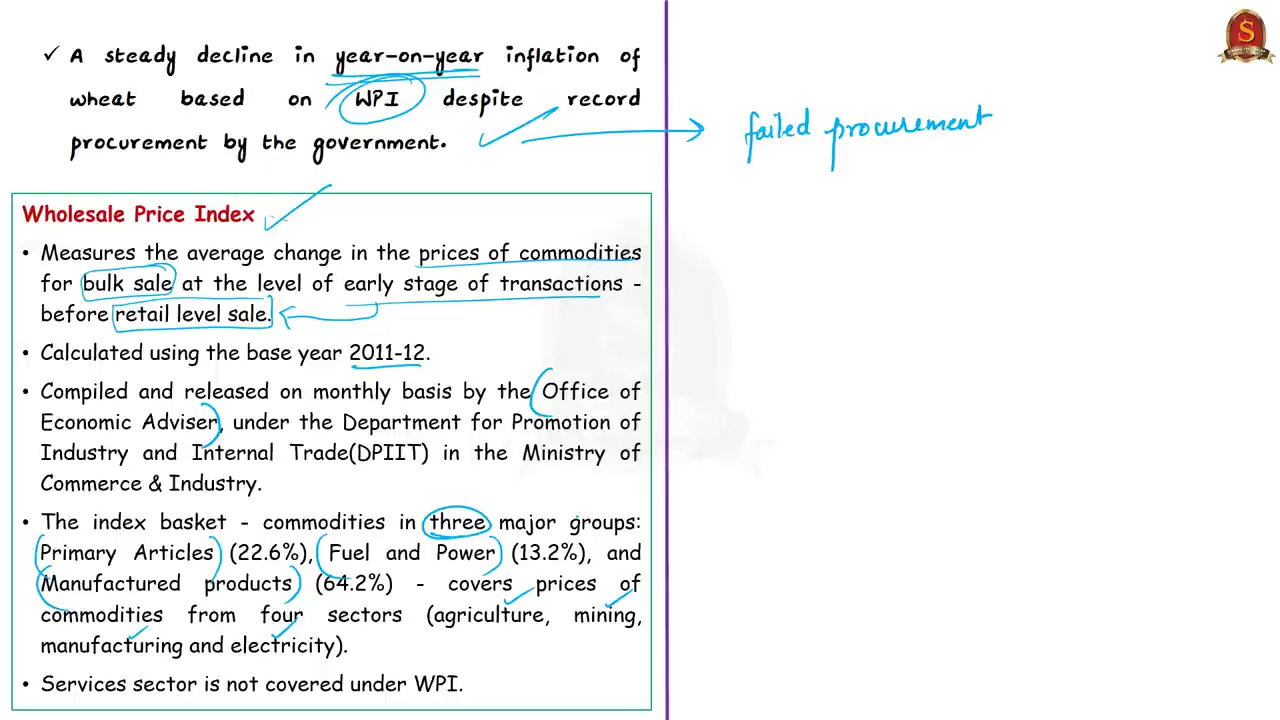 ✓ A steady decline in year-on-year inflation of
wheat based on WPI despite record
procurement by the government.
failed procurement
Wholesale Price Index
• Measures the average change in the prices of commodities
for bulk sale at the level of early stage of transactions -
before retail level sale.
• Calculated using the base year 2011-12.
• Compiled and released on monthly basis by the Office of
Economic Adviser, under the Department for Promotion of
Industry and Internal Trade(DPIIT) in the Ministry of
Commerce & Industry.
• The index basket - commodities in three major groups:
Primary Articles (22.6%), Fuel and Power (13.2%), and
Manufactured products (64.2%) - covers prices of
commodities from four sectors (agriculture, mining,
manufacturing and electricity).
• Services sector is not covered under WPI.
S